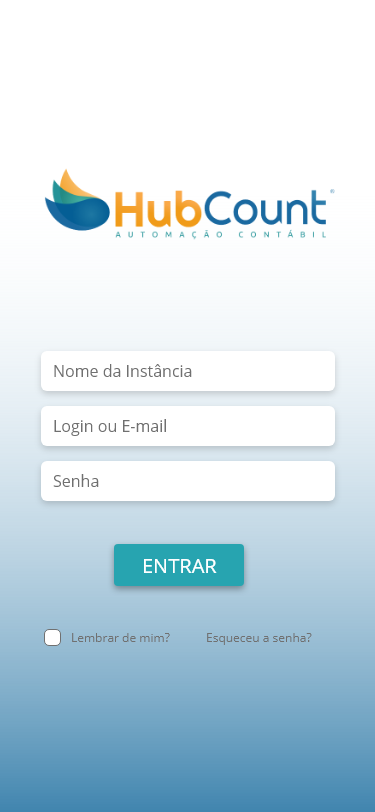 HubCount®
AUTOMAÇÃO CONTÁBIL
Nome da Instância
Login ou E-mail
Senha
ENTRAR
Lembrar de mim? Esqueceu a senha?